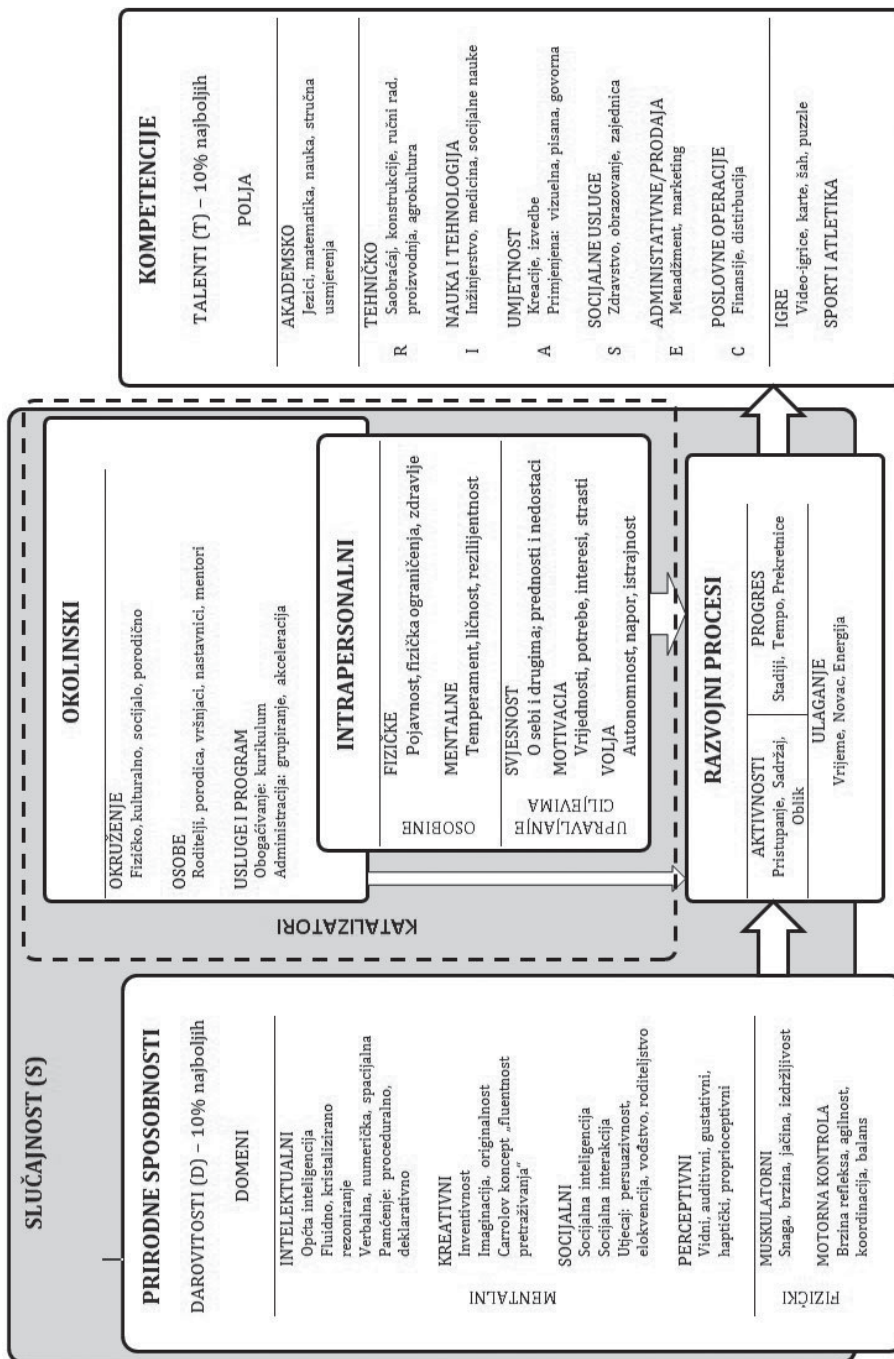 SLUČAJNOST (S)
PRIRODNE SPOSOBNOSTI
DAROVITOSTI (D) – 10% najboljih
DOMENI
MENTALNI
INTELEKTUALNI
Općta inteligencija
Fluidno, kristalizirano
rezoniranje
Verbalna, numerička, spacijalna
Pamćenje: proceduralno,
deklarativno
KREATIVNI
Inventivnost
Imaginacija, originalnost
Carrolov koncept „fluentnost
pretraživanja“
SOCIJALNI
Socijalna inteligencija
Socijalna interakcija
Utjecaj: persuazivnost,
elokvencija, vođstvo, roditeljstvo
PERCEPTIVNI
Vidni, auditivni, gustativni,
haptički, proprioceptivni
FIZIČKI
MUSKULATORNI
Snaga, brzina, jačina, izdržljivost
MOTORNA KONTROLA
Brzina refleksa, agilnost,
koordinacija, balans
KATALIZATORI
OKOLINSKI
OKRUŽENJE
Fizičko, kulturalno, socijalo, porodično
OSOBE
Roditelji, porodica, vršnjaci, nastavnici, mentori
USLUGE I PROGRAM
Obogaćivanje: kurikulum
Administracija: grupiranje, akceleracija
INTRAPERSONALNI
OSOBINE
FIZIČKE
Pojavnost, fizička ograničenja, zdravlje
MENTALNE
Temperament, ličnost, rezilijentnost
UPRAVLJANJE
CILJEVIMA
SVJESNOST
O sebi i drugima; prednosti i nedostaci
MOTIVACIA
Vrijednosti, potrebe, interesi, strasti
VOLJA
Autonomnost, napor, istrajnost
RAZVOJNI PROCESI
AKTIVNOSTI
Pristupanje, Sadržaj,
Oblik
PROGRES
Stadiji, Tempo, Prekretnice
ULAGANJE
Vrijeme, Novac, Energija
KOMPETENCIJE
TALENTI (T) – 10% najboljih
POLJA
AKADEMSKO
Jezici, matematika, nauka, stručna
usmjerenja
TEHNIČKO
R Saobraćaj, konstrukcije, ručni rad,
proizvodnja, agrokultura
NAUKA I TEHNOLOGIJA
I Inžinjerstvo, medicina, socijalne nauke
UMJETNOST
A Kreacije, izvedbe
Primjenjena: vizuelna, pisana, govorna
SOCIJALNE USLUGE
S Zdravstvo, obrazovanje, zajednica
ADMINISTATIVNE/PRODAJA
E Menadžment, marketing
POSLOVNE OPERACIJE
C Finansije, distirbucija
IGRE
Video-igrice, karte, šah, puzzle
SPORT I ATLETIKA